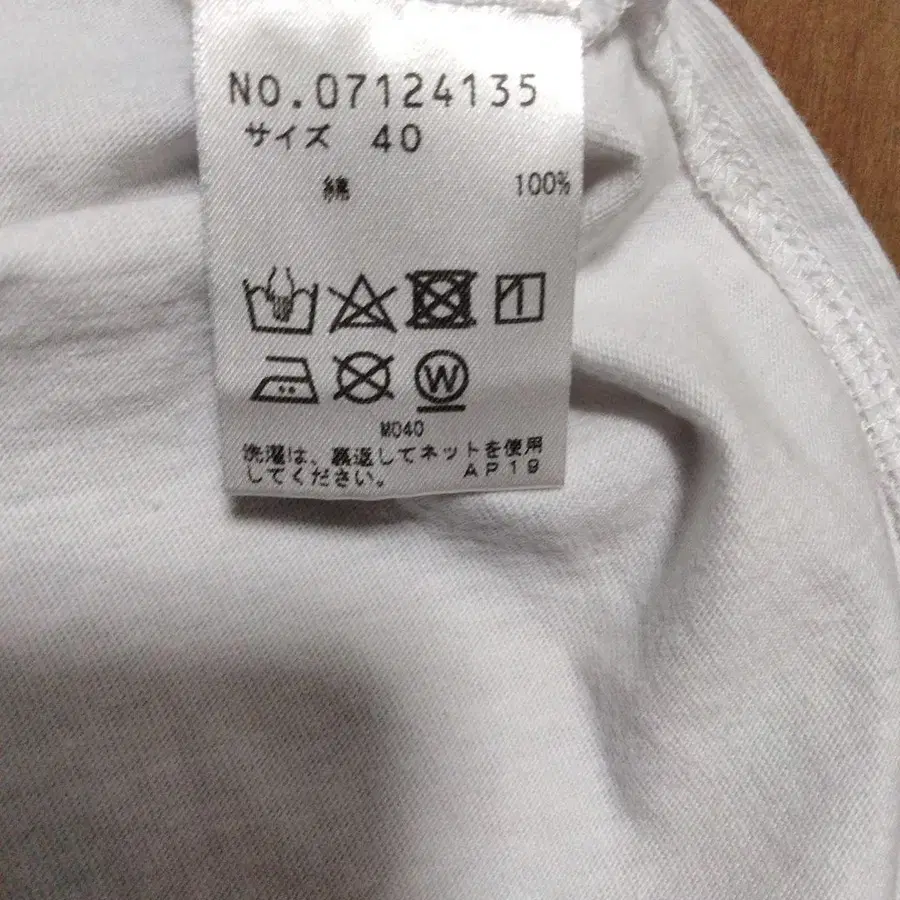 NO.07124135
サイズ 40
綿 100%
W
M040
洗濯は、裏返してネットを使用
してください。 AP19